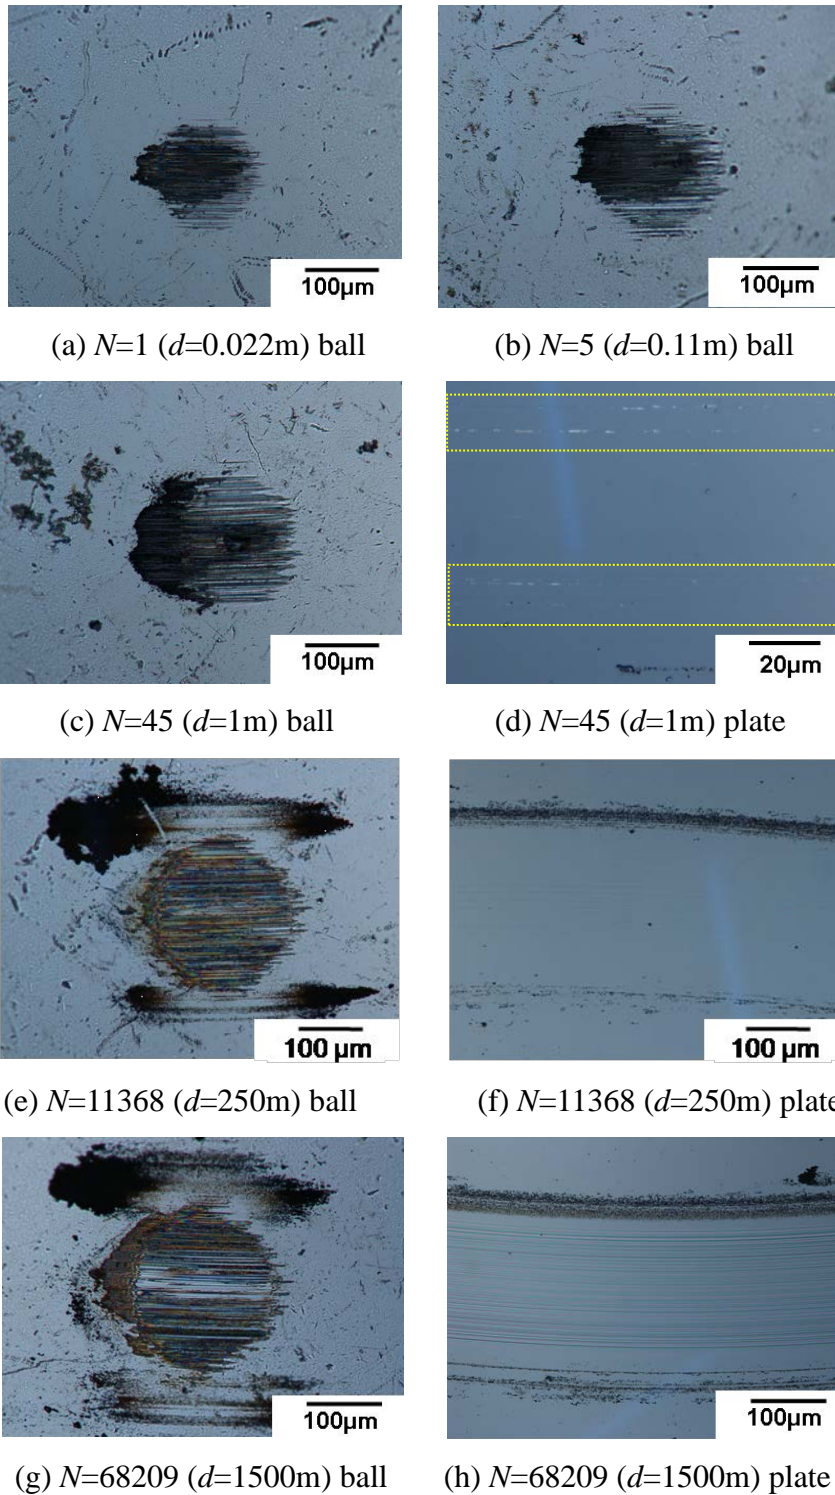 100µm
100µm
(a) N=1 (d=0.022m) ball
(b) N=5 (d=0.11m) ball
100µm
20µm
(c) N=45 (d=1m) ball
(d) N=45 (d=1m) plate
100 µm
100 µm
(e) N=11368 (d=250m) ball
(f) N=11368 (d=250m) plate
100µm
100µm
(g) N=68209 (d=1500m) ball
(h) N=68209 (d=1500m) plate